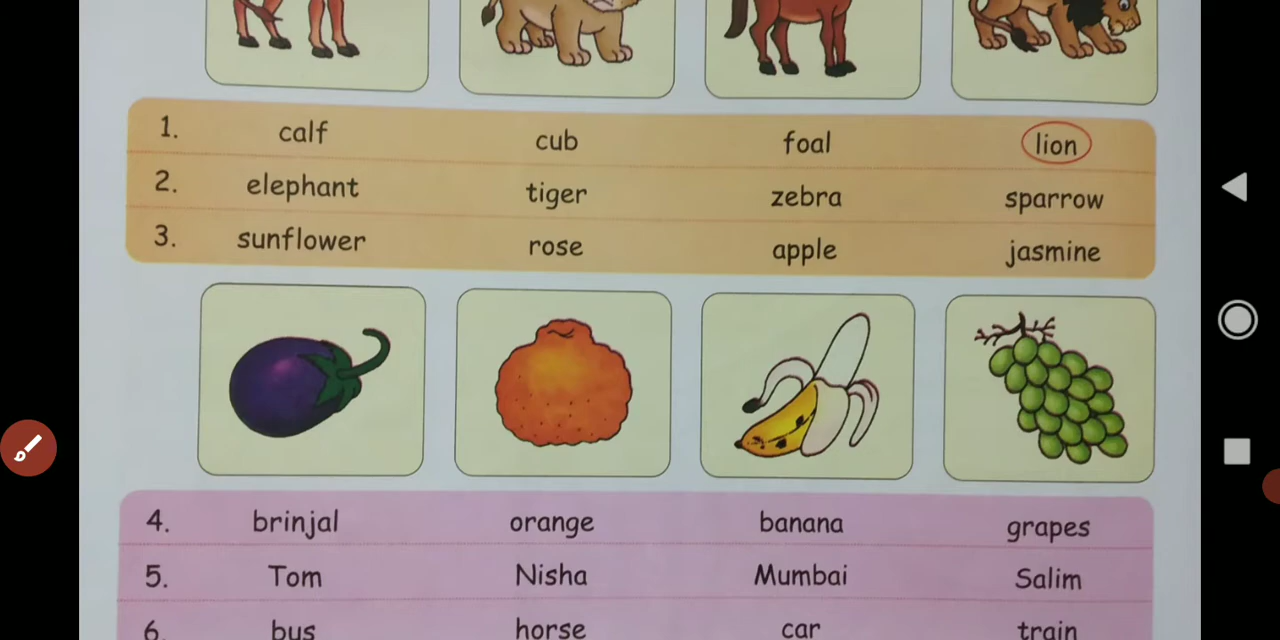 1. calf cub foal lion
2. elephant tiger zebra sparrow
3. sunflower rose apple jasmine
4. brinjal orange banana grapes
5. Tom Nisha Mumbai Salim
6. bus horse car train